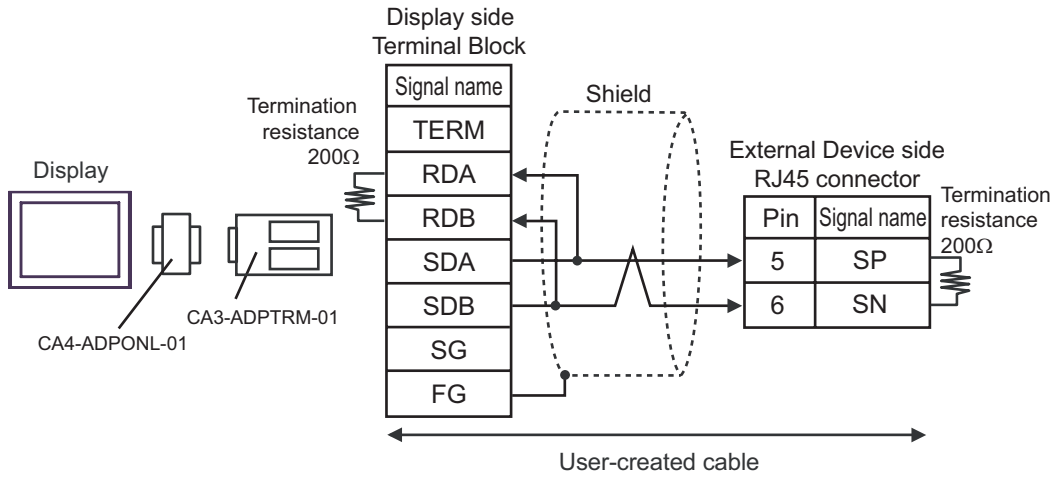 Display side
Terminal Block
Signal name
TERM
RDA
RDB
SDA
SDB
SG
FG
Termination
resistance
200Ω
Shield
Display
CA4-ADPONL-01
CA3-ADPTRM-01
External Device side
RJ45 connector
Pin Signal name
5 SP
6 SN
Termination
resistance
200Ω
User-created cable